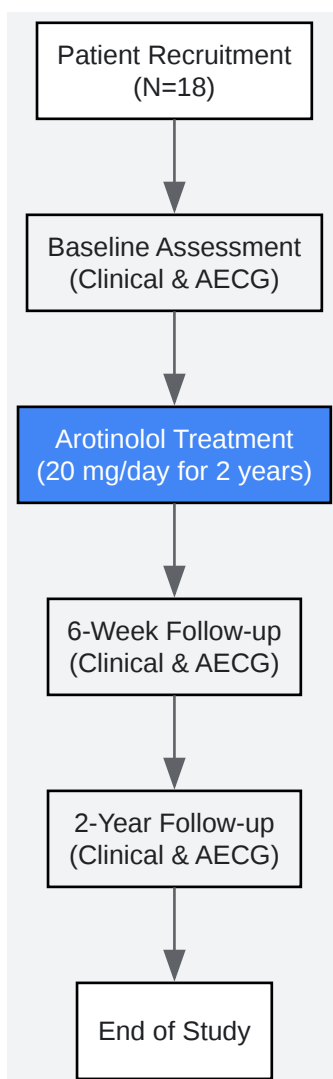 Patient Recruitment
(N=18)
Baseline Assessment
(Clinical & AECG)
Arotinolol Treatment
(20 mg/day for 2 years)
6-Week Follow-up
(Clinical & AECG)
2-Year Follow-up
(Clinical & AECG)
End of Study